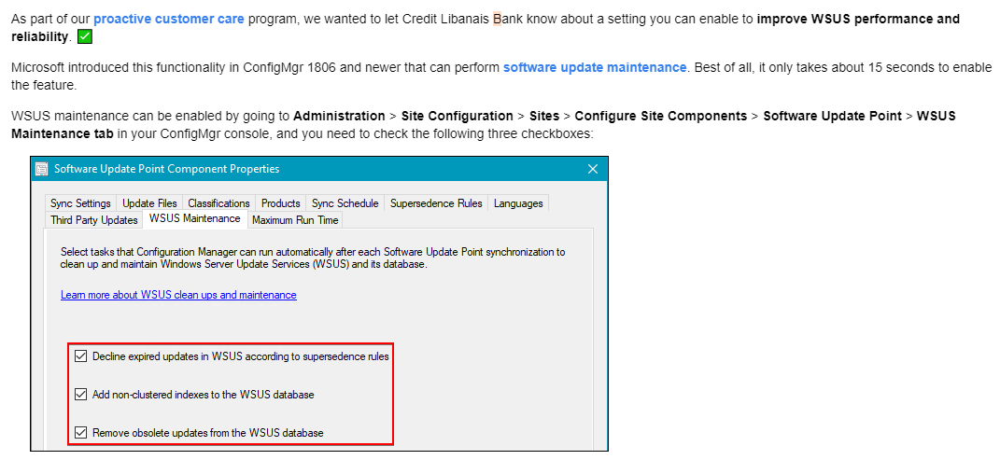 As part of our proactive customer care program, we wanted to let Credit Libanais Bank know about a setting you can enable to improve WSUS performance and
reliability. ✅
Microsoft introduced this functionality in ConfigMgr 1806 and newer that can perform software update maintenance. Best of all, it only takes about 15 seconds to enable
the feature.
WSUS maintenance can be enabled by going to Administration > Site Configuration > Sites > Configure Site Components > Software Update Point > WSUS
Maintenance tab in your ConfigMgr console, and you need to check the following three checkboxes:
Software Update Point Component Properties
Sync Settings Update Files Classifications Products Sync Schedule Supersedence Rules Languages
Third Party Updates WSUS Maintenance Maximum Run Time
Select tasks that Configuration Manager can run automatically after each Software Update Point synchronization to
clean up and maintain Windows Server Update Services (WSUS) and its database.
Learn more about WSUS clean ups and maintenance
Decline expired updates in WSUS according to supersedence rules
Add non-clustered indexes to the WSUS database
Remove obsolete updates from the WSUS database